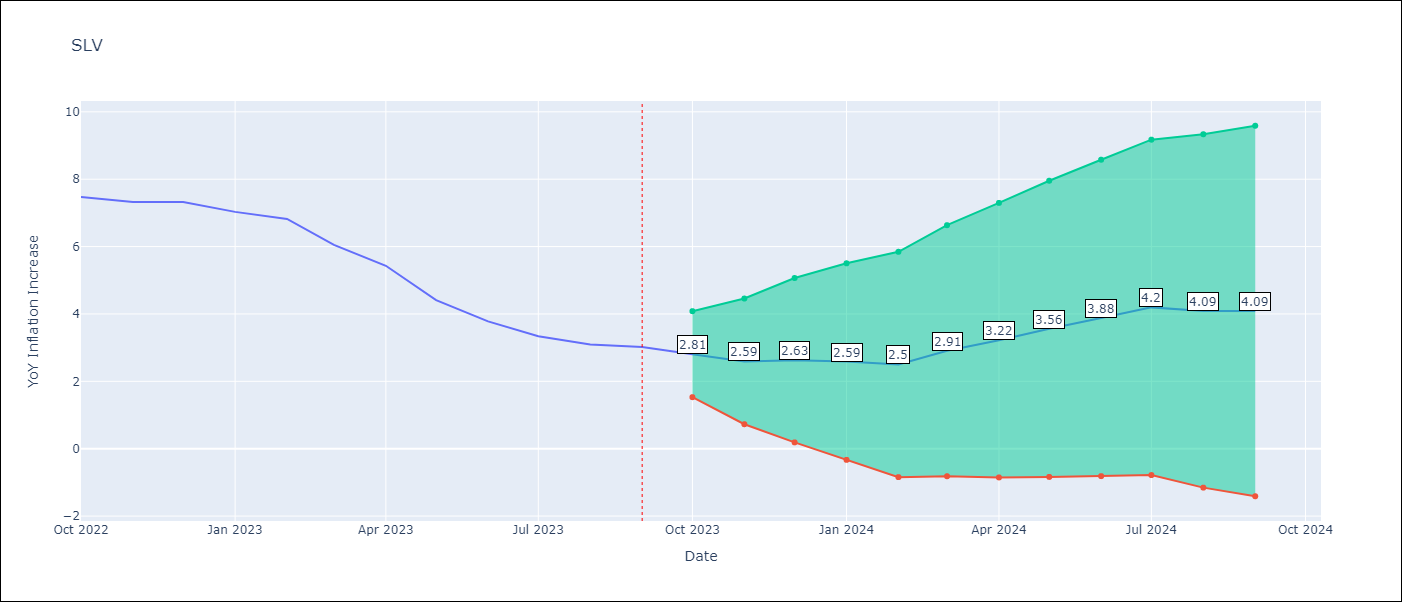 SLV
YoY Inflation Increase
10
8
6
4
2
0
−2
2.81
2.59
2.63
2.59
2.5
2.91
3.22
3.56
3.88
4.2
4.09
4.09
Oct 2022
Jan 2023
Apr 2023
Jul 2023
Oct 2023
Jan 2024
Apr 2024
Jul 2024
Oct 2024
Date